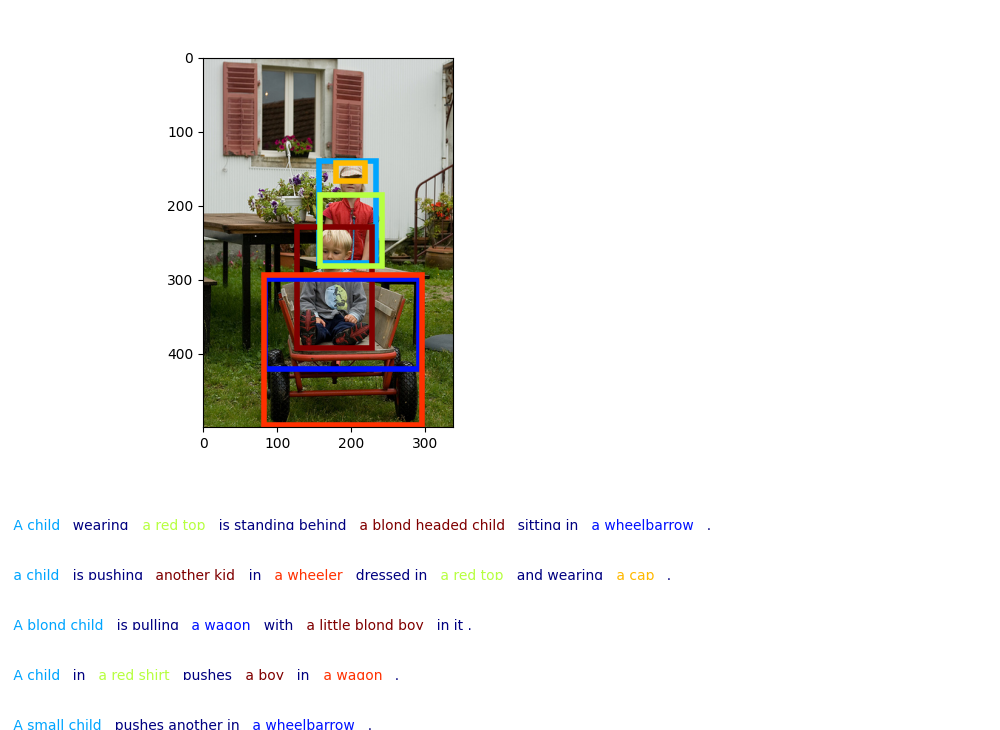 0
100
200
300
400
0 100 200 300
A child wearing a red top is standing behind a blond headed child sitting in a wheelbarrow .
a child is pushing another kid in a wheeler dressed in a red top and wearing a cap .
A blond child is pulling a wagon with a little blond boy in it .
A child in a red shirt pushes a boy in a wagon .
A small child pushes another in a wheelbarrow .